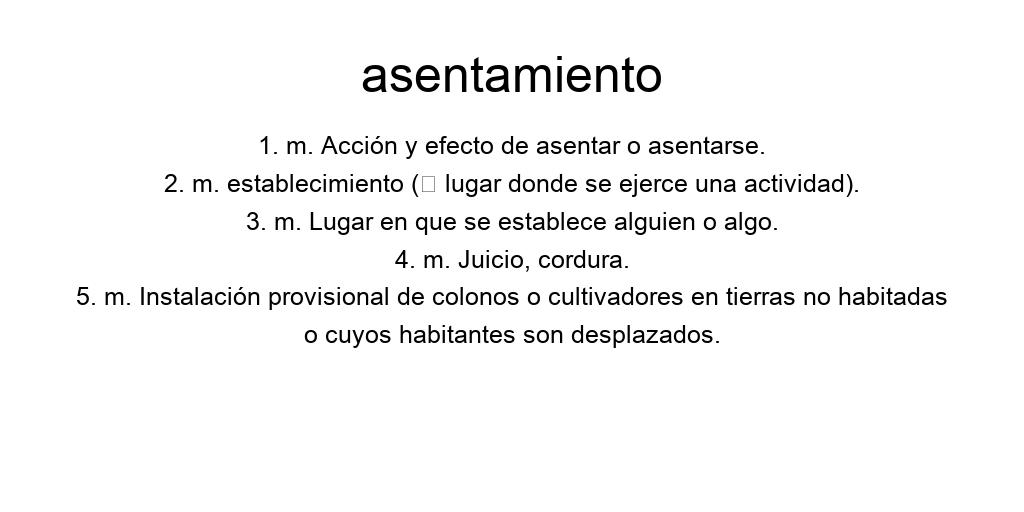 asentamiento
1. m. Acción y efecto de asentar o asentarse.
2. m. establecimiento (▯ lugar donde se ejerce una actividad).
3. m. Lugar en que se establece alguien o algo.
4. m. Juicio, cordura.
5. m. Instalación provisional de colonos o cultivadores en tierras no habitadas
o cuyos habitantes son desplazados.